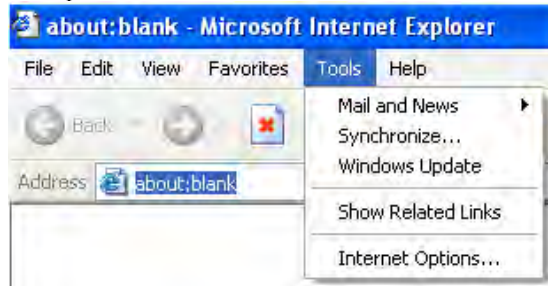 about:blank - Microsoft Internet Explorer
File Edit View Favorites Tools Help
Back
Address about:blank
Mail and News
Synchronize...
Windows Update
Show Related Links
Internet Options...